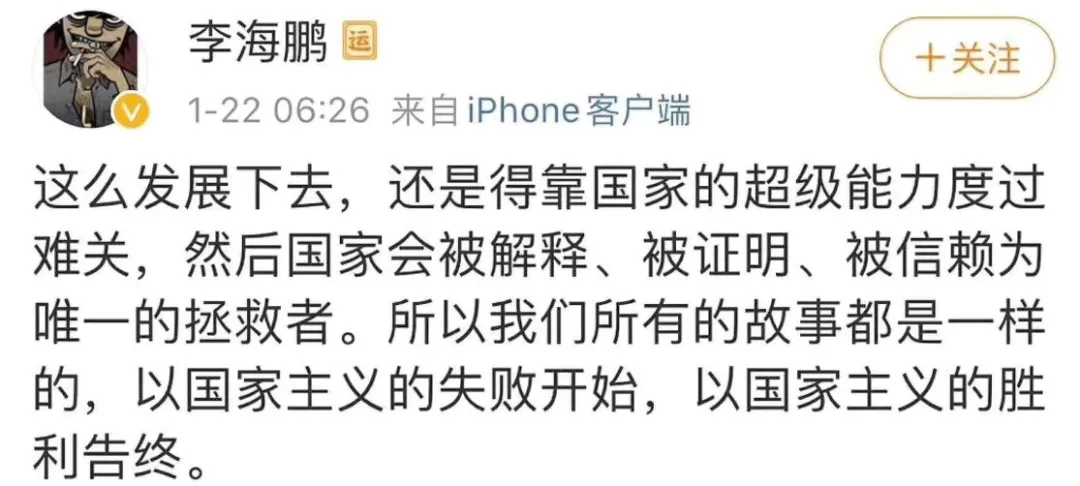 李海鹏 运
+关注
1-22 06:26 来自iPhone客户端
这么发展下去，还是得靠国家的超级能力度过
难关，然后国家会被解释、被证明、被信赖为
唯一的拯救者。所以我们所有的故事都是一样
的，以国家主义的失败开始，以国家主义的胜
利告终。